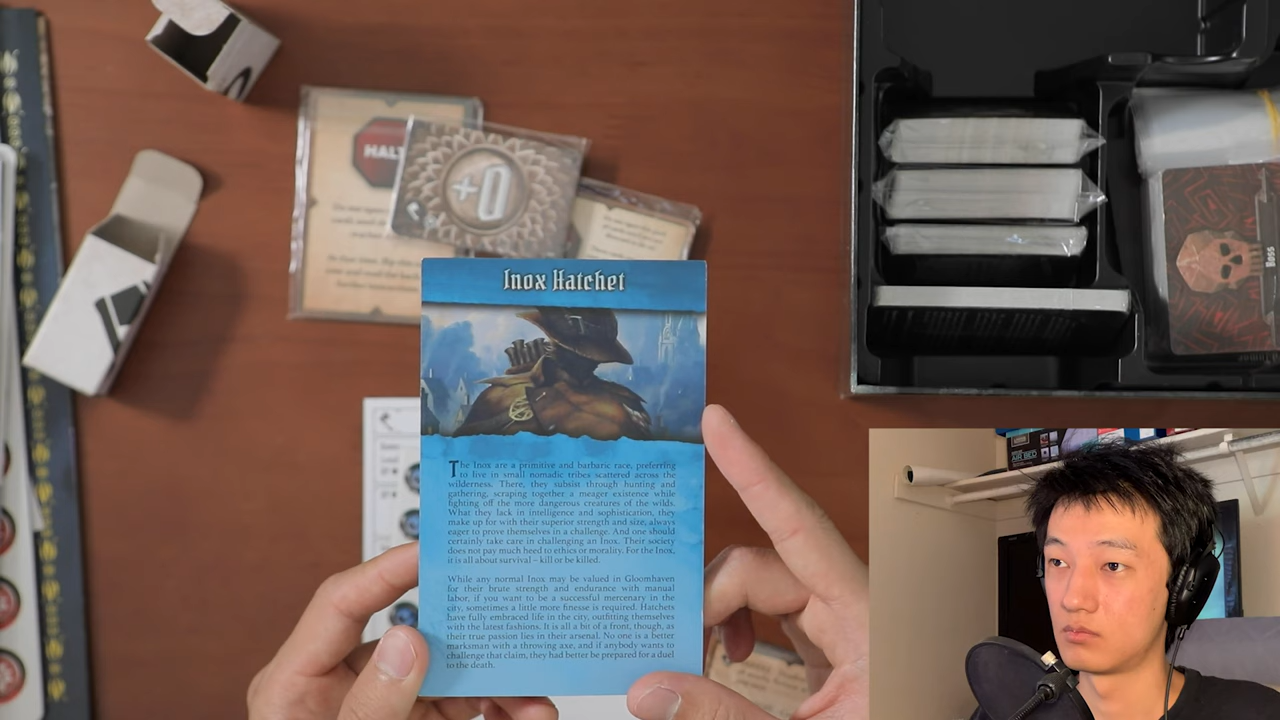 HALT
+0
Inox Hatchet
The Inox are a primitive and barbaric race, preferring
to live in small nomadic tribes scattered across the
wilderness. There, they subsist through hunting and
gathering, scraping together a meager existence while
fighting off the more dangerous creatures of the wilds.
What they lack in intelligence and sophistication, they
make up for with their superior strength and size, always
eager to prove themselves in a challenge. And one should
certainly take care in challenging an Inox. Their society
does not pay much heed to ethics or morality. For the Inox,
it is all about survival – kill or be killed.
While any normal Inox may be valued in Gloomhaven
for their brute strength and endurance with manual
labor, if you want to be a successful mercenary in the
city, sometimes a little more finesse is required. Hatchets
have fully embraced life in the city, outfitting themselves
with the latest fashions. It is all a bit of a front, though, as
their true passion lies in their arsenal. No one is a better
marksman with a throwing axe, and if anybody wants to
challenge that claim, they had better be prepared for a duel
to the death.
Boss
AIR BED